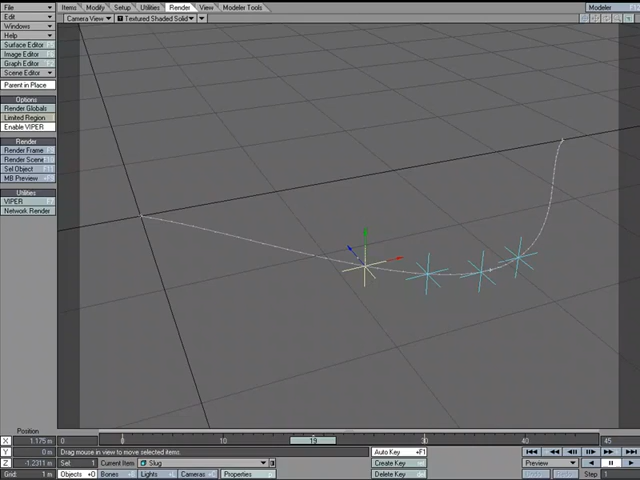 File Items Modify Setup Utilities Render View Modeler Tools Modeler
Edit Camera View Textured Shaded Solid
Windows
Help
Surface Editor
Image Editor
Graph Editor
Scene Editor
Parent in Place
Options
Render Globals
Limited Region
Enable VIPER
Render
Render Frame
Render Scene
Sel Object
MB Preview
Utilities
VIPER
Network Render
Position
X 1.175 m 0 0 10 19 30 40 45
Y 0 m Drag mouse in view to move selected items. Auto Key +F1
Z -1.2311 m Sel: 1 Current Item Slug Create Key Preview
Grid: 1 m Objects +O Bones Lights Cameras Properties Delete Key Step 1